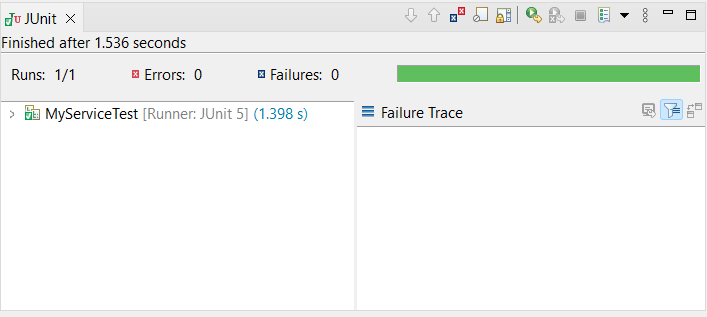 JUnit
Finished after 1.536 seconds
Runs: 1/1 Errors: 0 Failures: 0
MyServiceTest [Runner: JUnit 5] (1.398 s)
Failure Trace